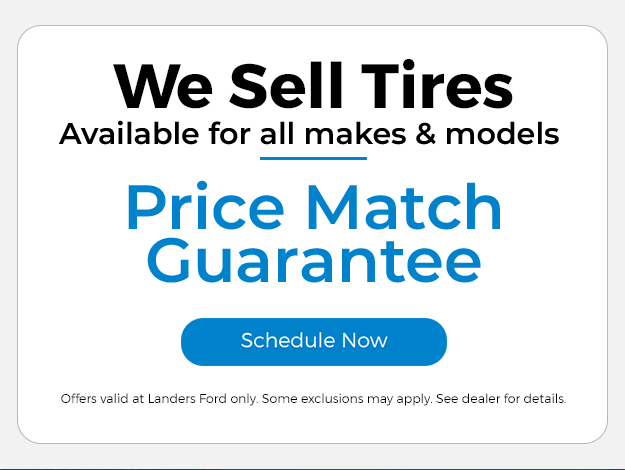 We Sell Tires
Available for all makes & models
Price Match
Guarantee
Schedule Now
Offers valid at Landers Ford only. Some exclusions may apply. See dealer for details.